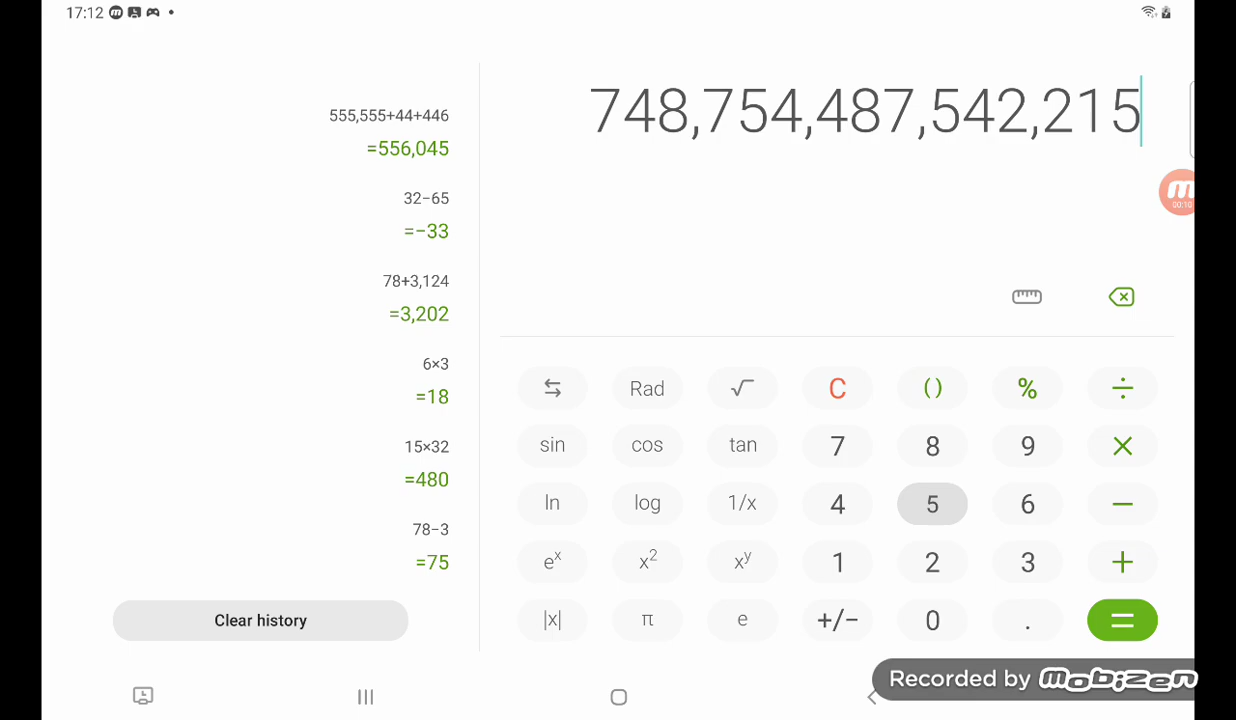 17:12
748,754,487,542,215
555,555+44+446
=556,045
32−65
=−33
78+3,124
=3,202
6×3
=18
15×32
=480
78−3
=75
Clear history
00:10
Rad √ C () % ÷
sin cos tan 7 8 9 ×
ln log 1/x 4 5 6 −
eˣ x² xʸ 1 2 3 +
|x| π e +/− 0 . =
Recorded by mobizen